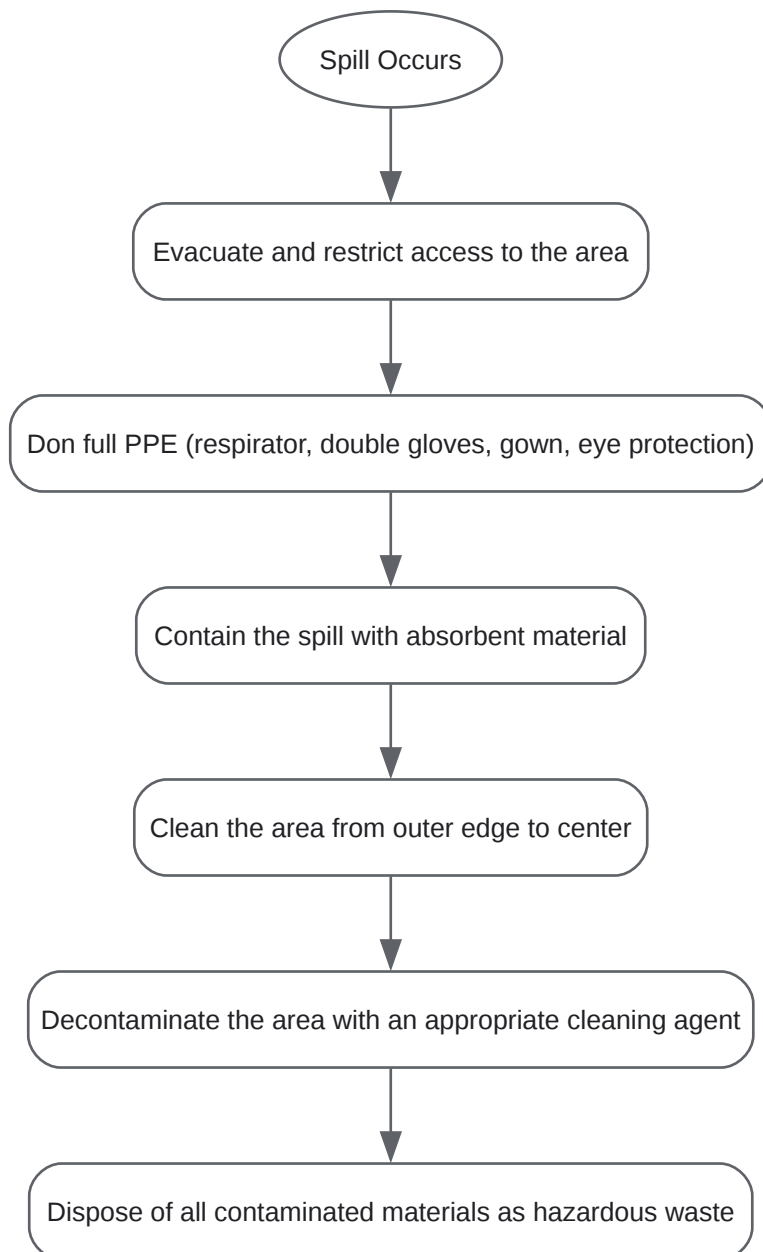 Spill Occurs
Evacuate and restrict access to the area
Don full PPE (respirator, double gloves, gown, eye protection)
Contain the spill with absorbent material
Clean the area from outer edge to center
Decontaminate the area with an appropriate cleaning agent
Dispose of all contaminated materials as hazardous waste